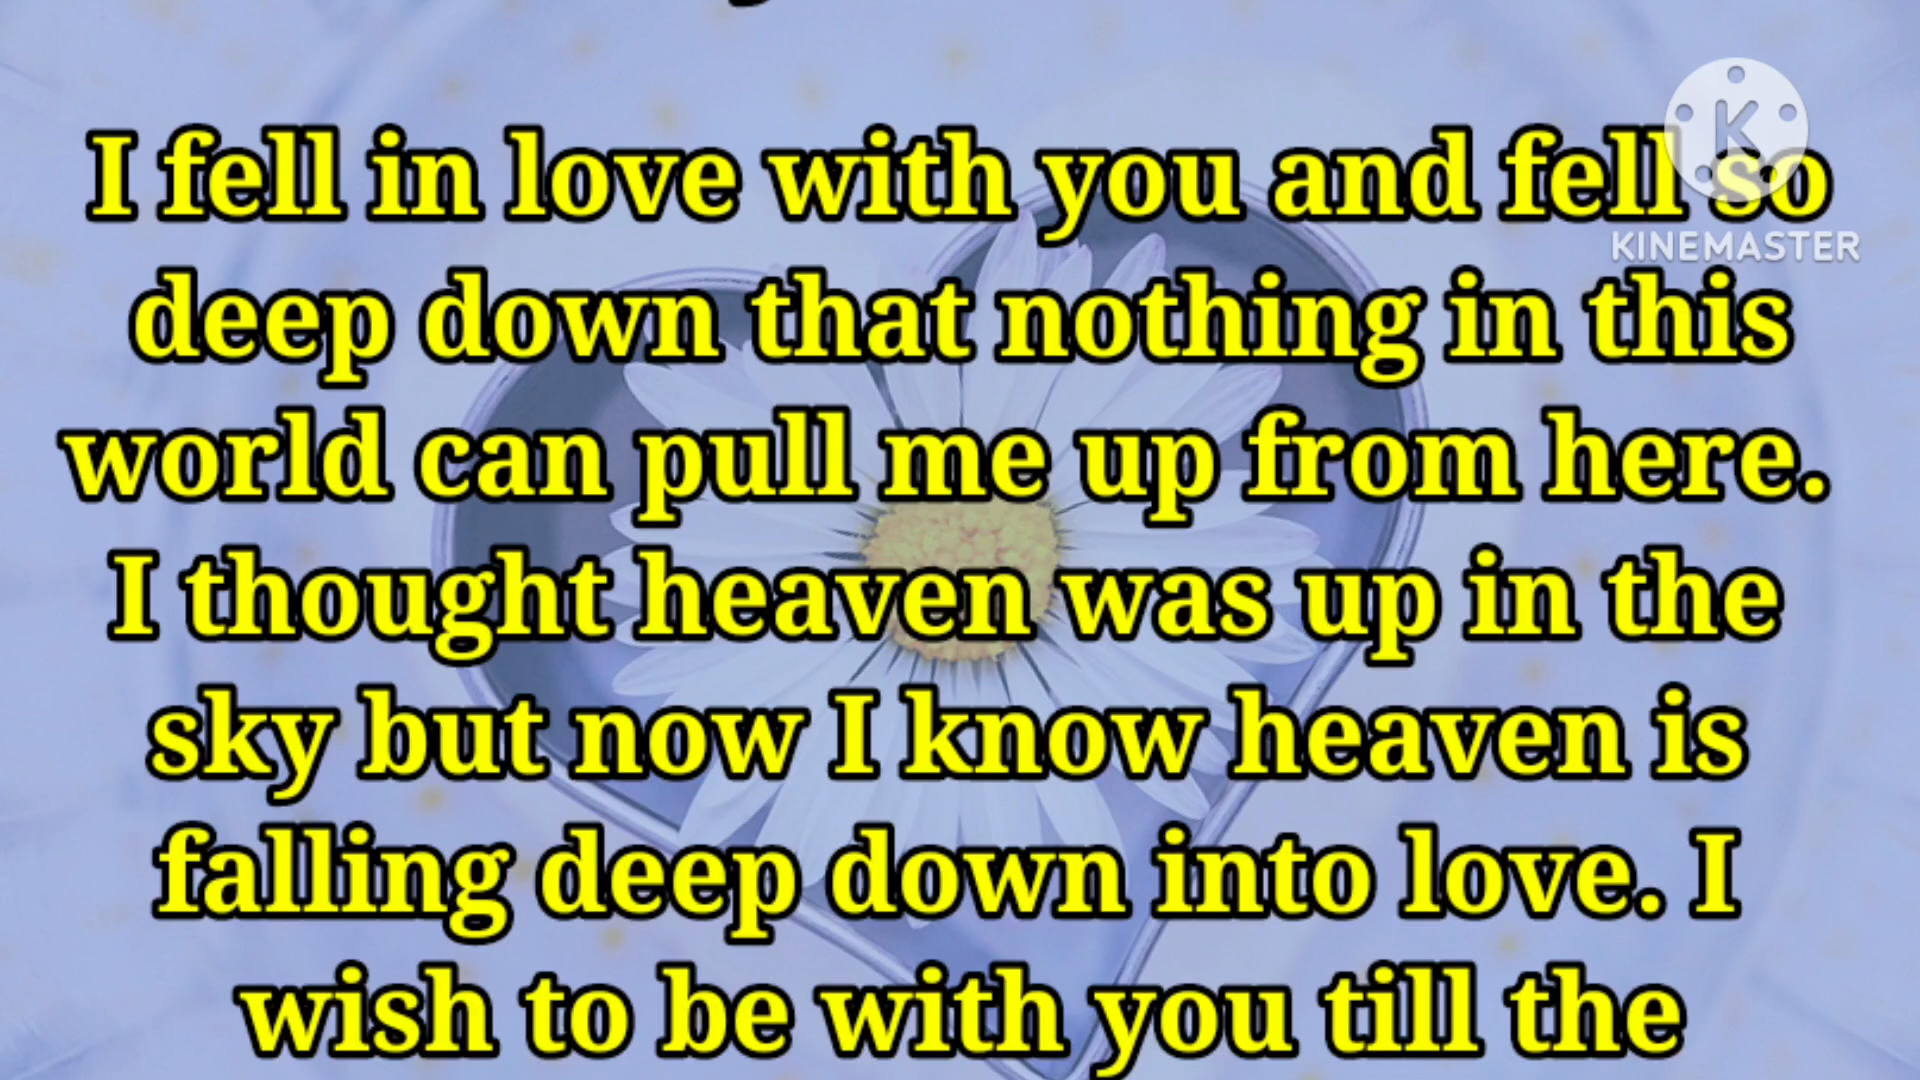 I fell in love with you and fell so
deep down that nothing in this
world can pull me up from here.
I thought heaven was up in the
sky but now I know heaven is
falling deep down into love. I
wish to be with you till the
K
KINEMASTER